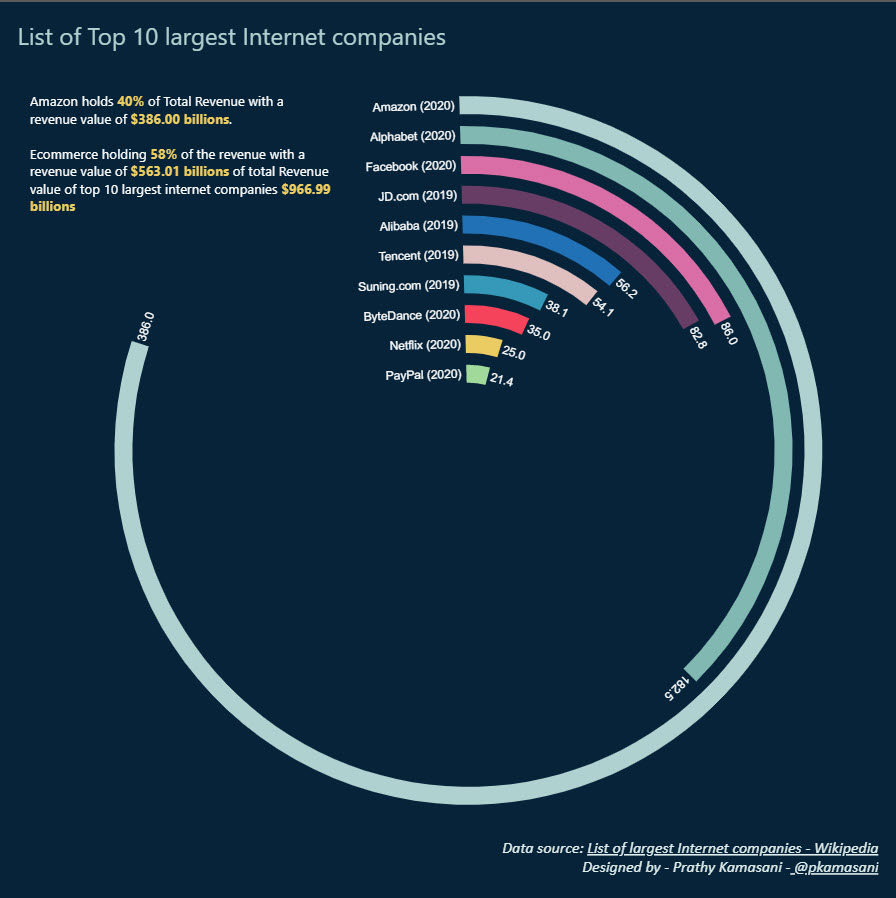 List of Top 10 largest Internet companies
Amazon holds 40% of Total Revenue with a
revenue value of $386.00 billions.
Ecommerce holding 58% of the revenue with a
revenue value of $563.01 billions of total Revenue
value of top 10 largest internet companies $966.99
billions
Amazon (2020)
Alphabet (2020)
Facebook (2020)
JD.com (2019)
Alibaba (2019)
Tencent (2019)
Suning.com (2019)
ByteDance (2020)
Netflix (2020)
PayPal (2020)
386.0
182.5
86.0
82.8
56.2
54.1
38.1
35.0
25.0
21.4
Data source: List of largest Internet companies - Wikipedia
Designed by - Prathy Kamasani - @pkamasani